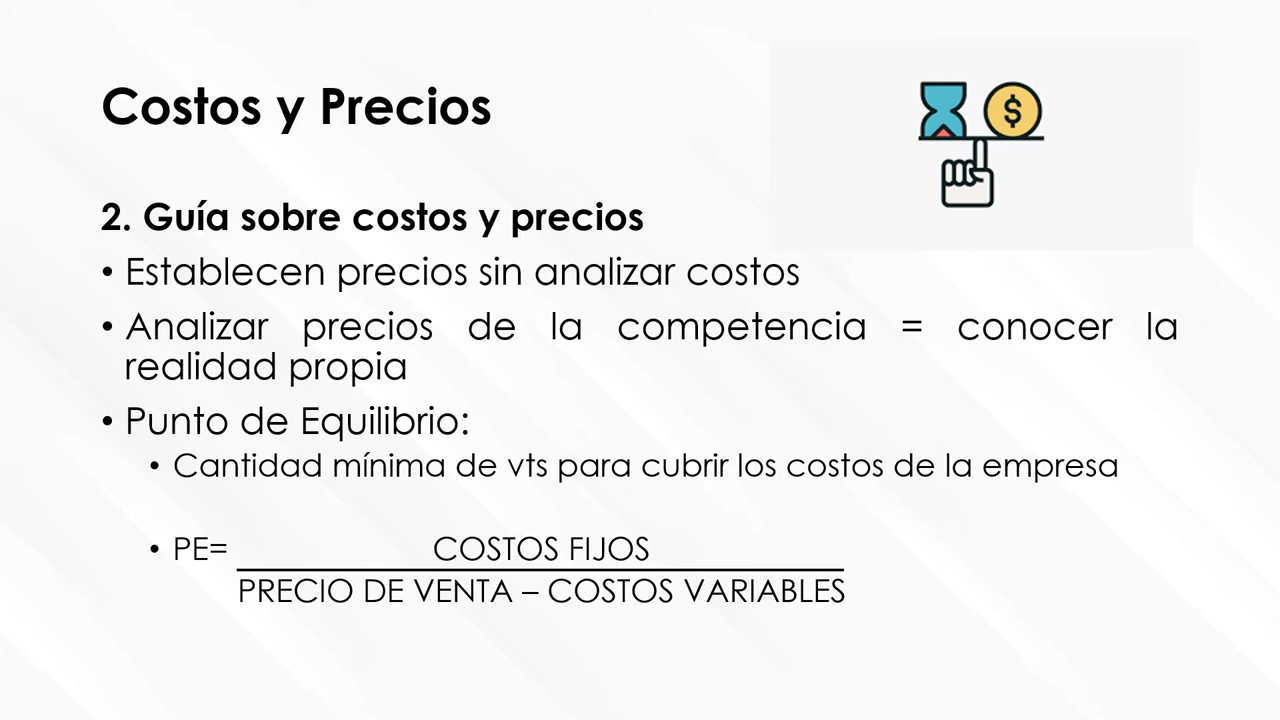 Costos y Precios
$
2. Guía sobre costos y precios
• Establecen precios sin analizar costos
• Analizar precios de la competencia = conocer la
realidad propia
• Punto de Equilibrio:
• Cantidad mínima de vts para cubrir los costos de la empresa
• PE= COSTOS FIJOS
PRECIO DE VENTA – COSTOS VARIABLES